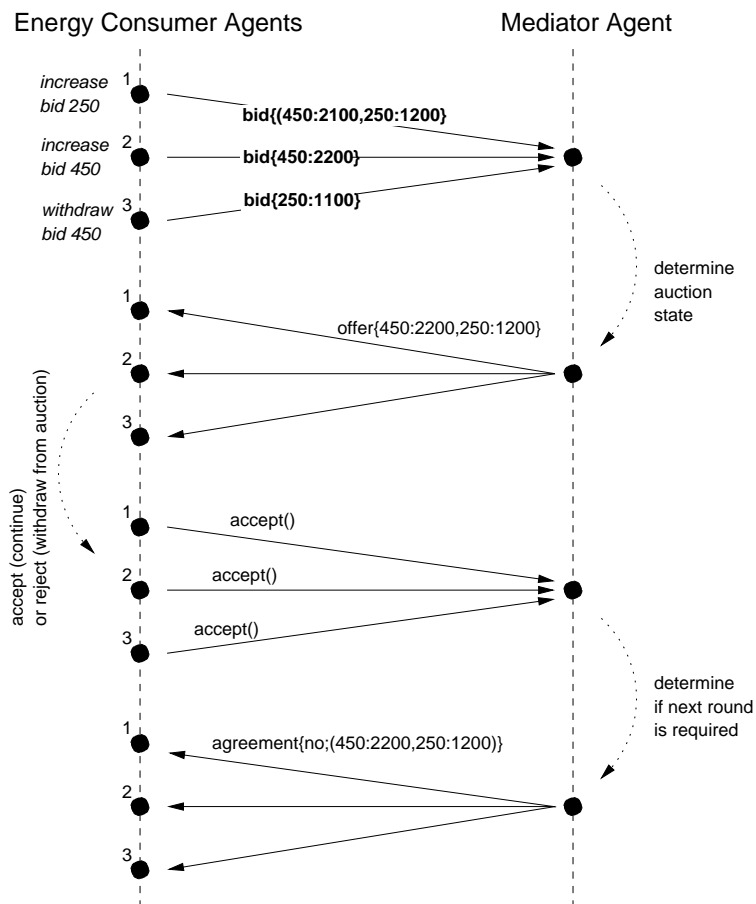 Energy Consumer Agents
Mediator Agent
increase
bid 250
1
bid{(450:2100,250:1200}
increase
bid 450
2
bid{450:2200}
withdraw
bid 450
3
bid{250:1100}
determine
auction
state
1
offer{450:2200,250:1200}
2
3
accept (continue)
or reject (withdraw from auction)
1
accept()
2
accept()
3
accept()
determine
if next round
is required
1
agreement{no;(450:2200,250:1200)}
2
3